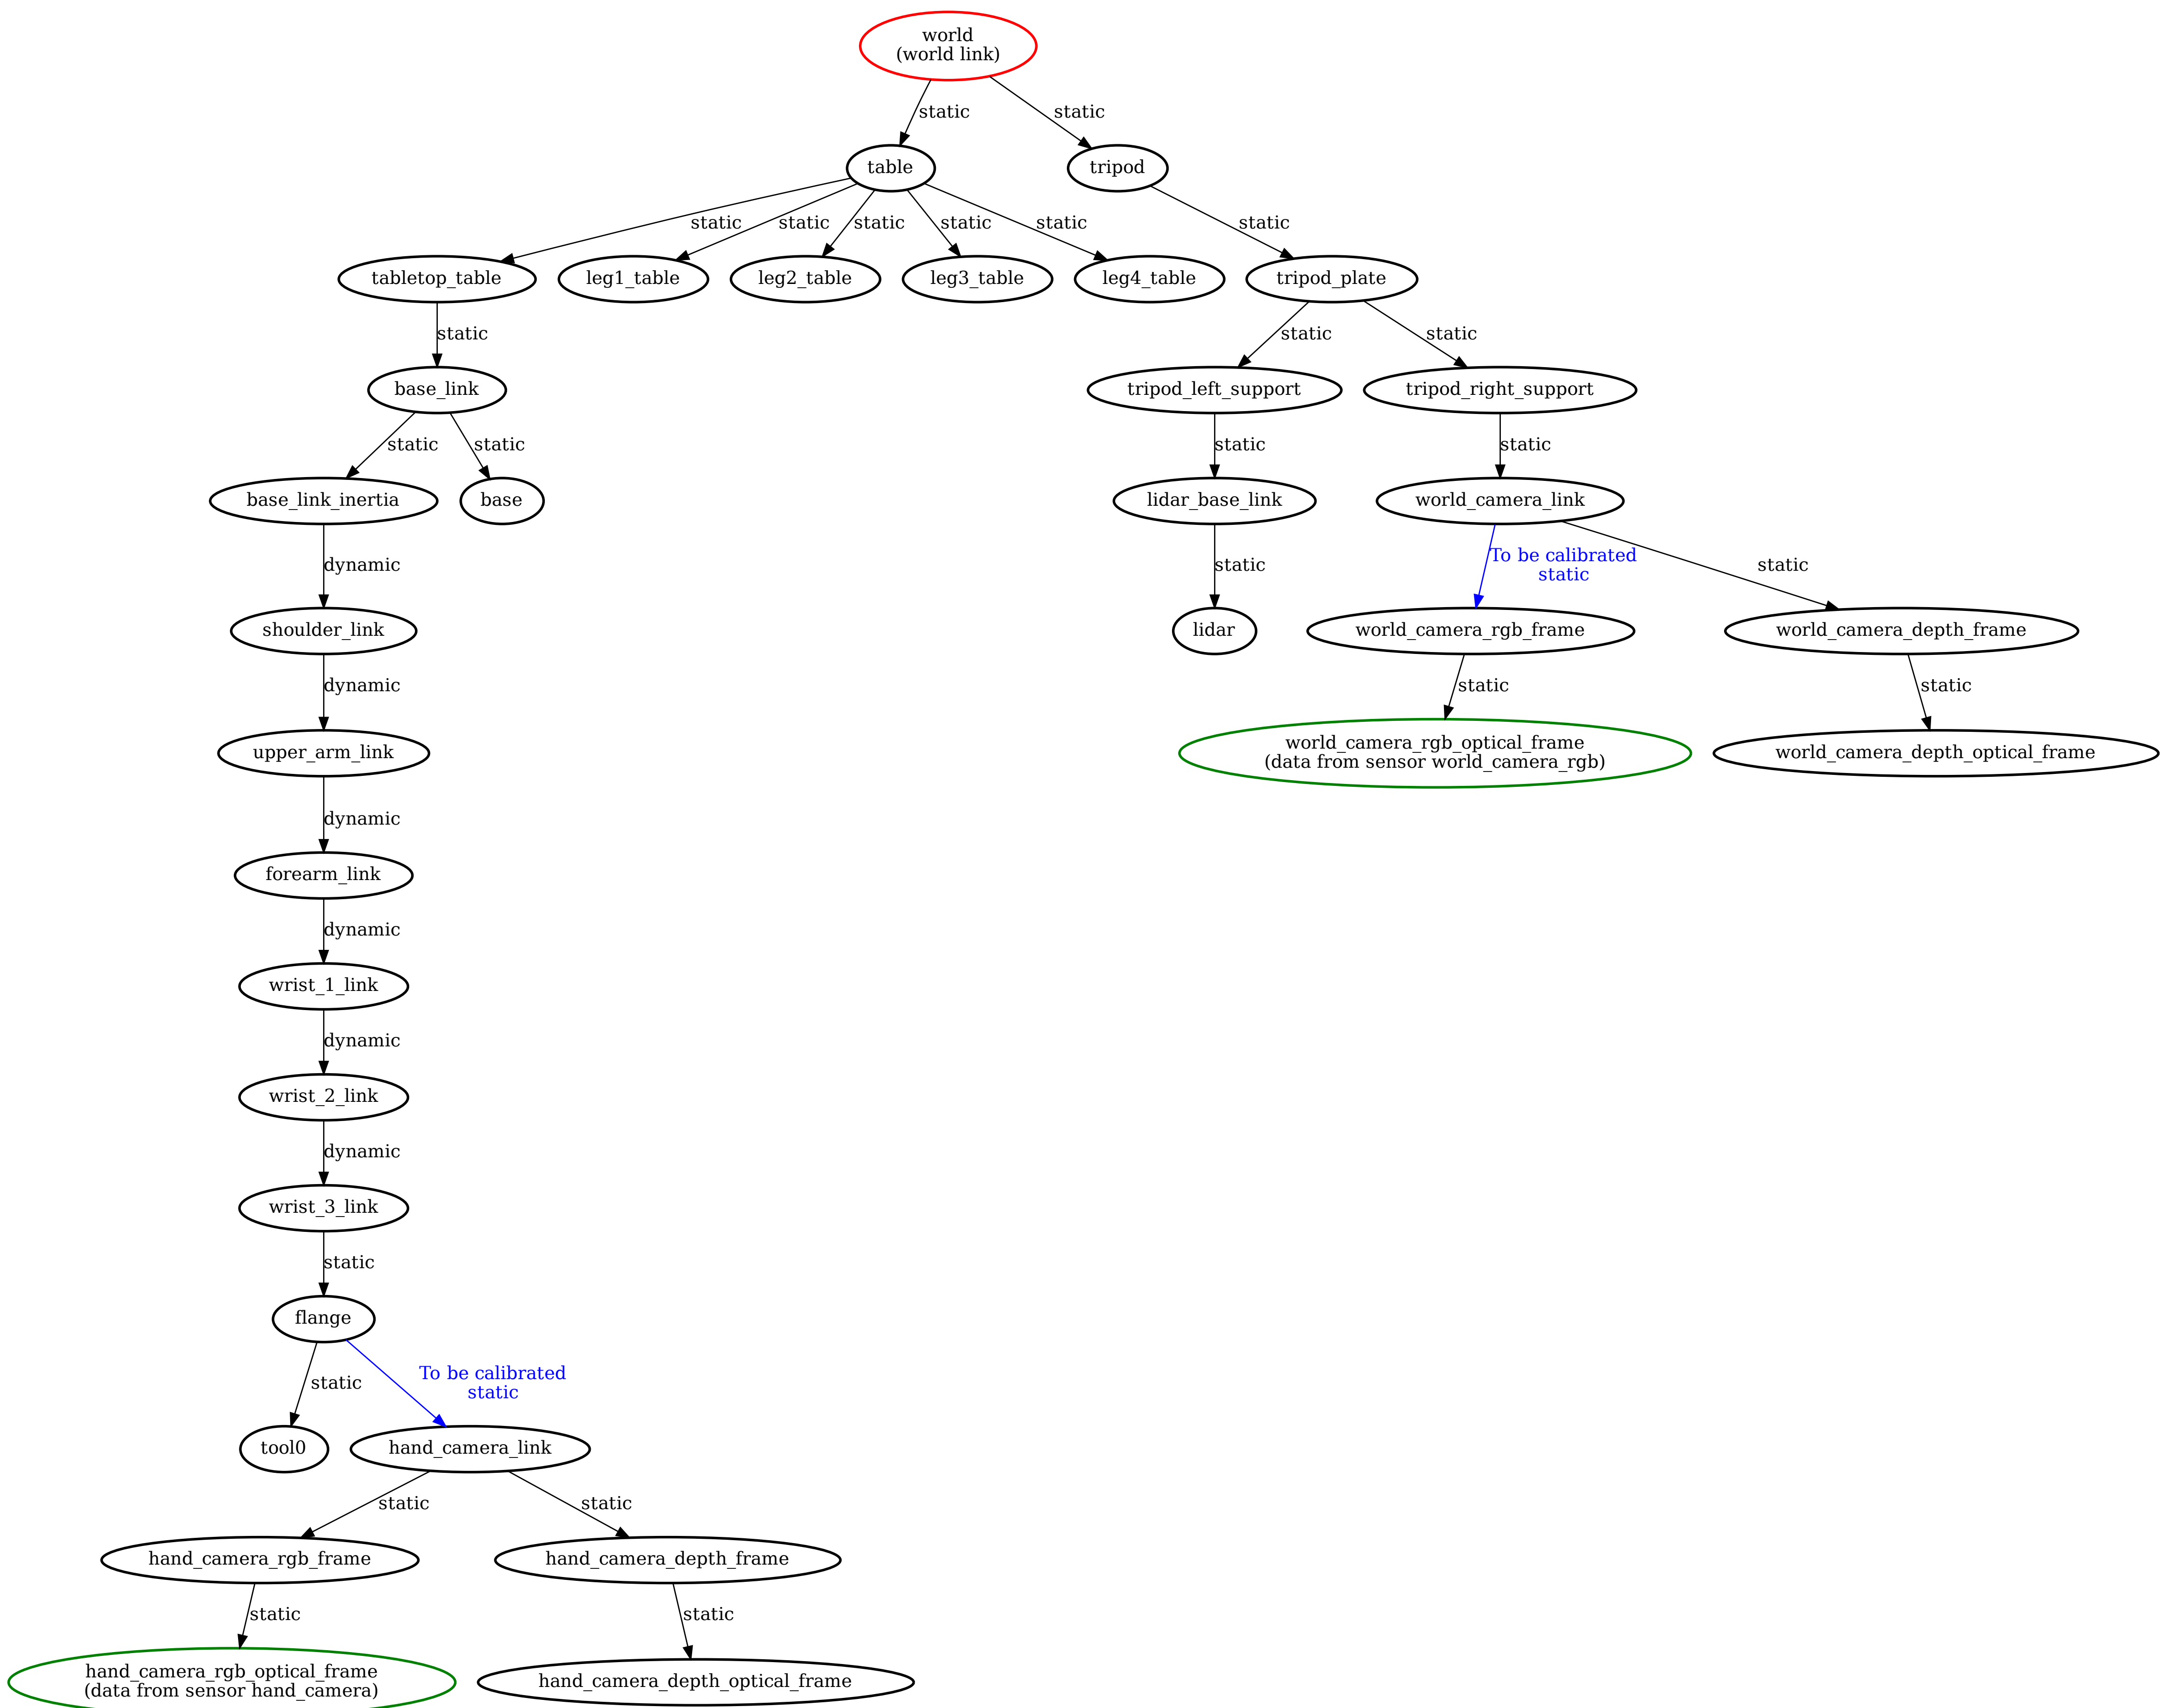 world
(world link)
static
static
table
tripod
static
static
static
static
static
static
tabletop_table
leg1_table
leg2_table
leg3_table
leg4_table
tripod_plate
static
static
static
base_link
tripod_left_support
tripod_right_support
static
static
static
static
base_link_inertia
base
lidar_base_link
world_camera_link
dynamic
static
To be calibrated
static
static
shoulder_link
lidar
world_camera_rgb_frame
world_camera_depth_frame
dynamic
static
static
upper_arm_link
world_camera_rgb_optical_frame
(data from sensor world_camera_rgb)
world_camera_depth_optical_frame
dynamic
forearm_link
dynamic
wrist_1_link
dynamic
wrist_2_link
dynamic
wrist_3_link
static
flange
static
To be calibrated
static
tool0
hand_camera_link
static
static
hand_camera_rgb_frame
hand_camera_depth_frame
static
static
hand_camera_rgb_optical_frame
(data from sensor hand_camera)
hand_camera_depth_optical_frame